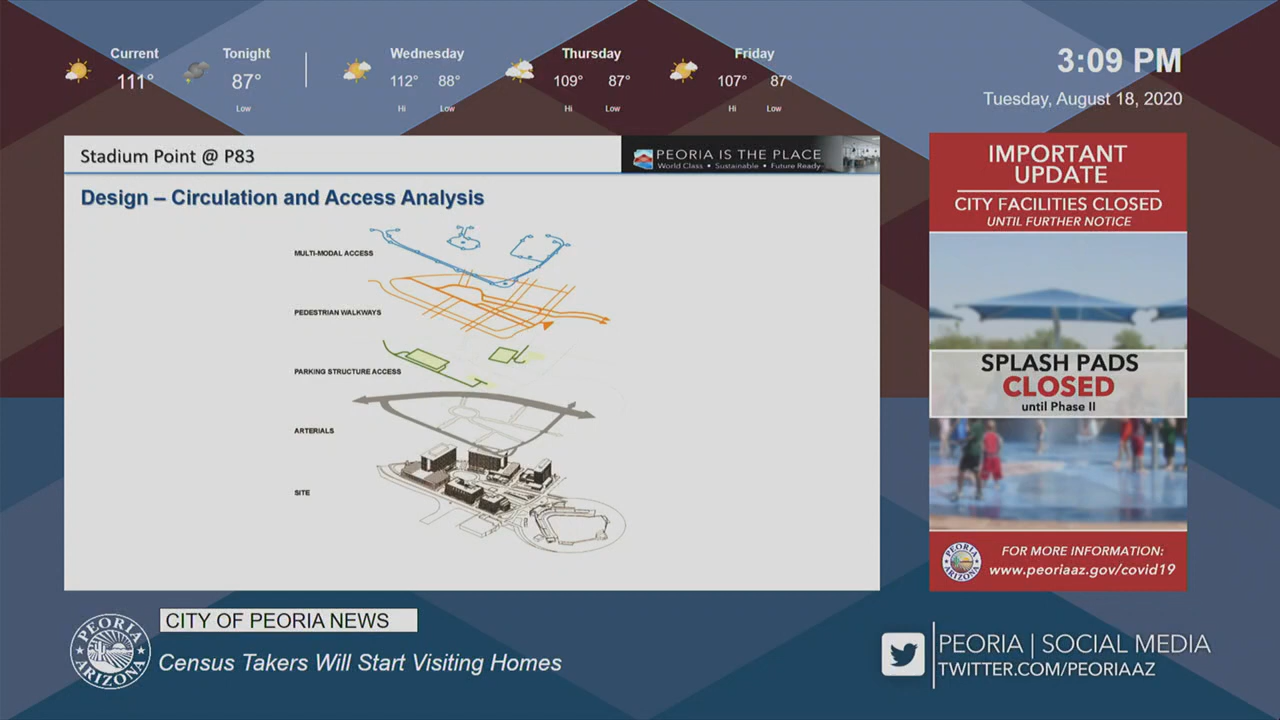 Current
111°
Tonight
87°
Low
Wednesday
112° 88°
Hi Low
Thursday
109° 87°
Hi Low
Friday
107° 87°
Hi Low
3:09 PM
Tuesday, August 18, 2020
Stadium Point @ P83
PEORIA IS THE PLACE
World Class • Sustainable • Future Ready
Design – Circulation and Access Analysis
MULTI-MODAL ACCESS
PEDESTRIAN WALKWAYS
PARKING STRUCTURE ACCESS
ARTERIALS
SITE
IMPORTANT
UPDATE
CITY FACILITIES CLOSED
UNTIL FURTHER NOTICE
SPLASH PADS
CLOSED
until Phase II
PEORIA
ARIZONA
FOR MORE INFORMATION:
www.peoriaaz.gov/covid19
PEORIA
ARIZONA
CITY OF PEORIA NEWS
Census Takers Will Start Visiting Homes
PEORIA | SOCIAL MEDIA
TWITTER.COM/PEORIAAZ